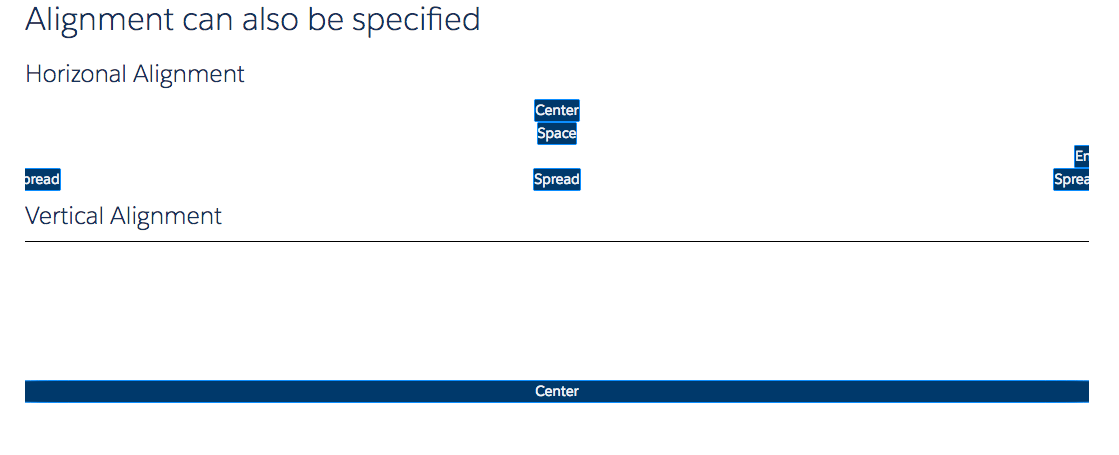 Alignment can also be specified
Horizonal Alignment
Center
Space
En
pread Spread Sprea
Vertical Alignment
Center